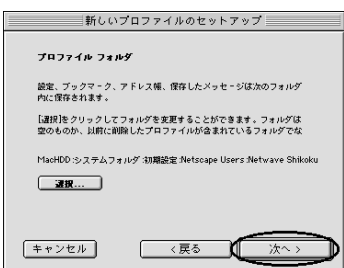 新しいプロファイルのセットアップ
プロファイル フォルダ
設定、ブックマーク、アドレス帳、保存したメッセージは次のフォルダ
内に保存されます。
[選択]をクリックしてフォルダを変更することができます。フォルダは
空のものか、以前に削除したプロファイルが含まれているフォルダでな
MacHDD:システムフォルダ:初期設定:Netscape Users:Netwave Shikoku
選択...
キャンセル
<戻る
次へ>